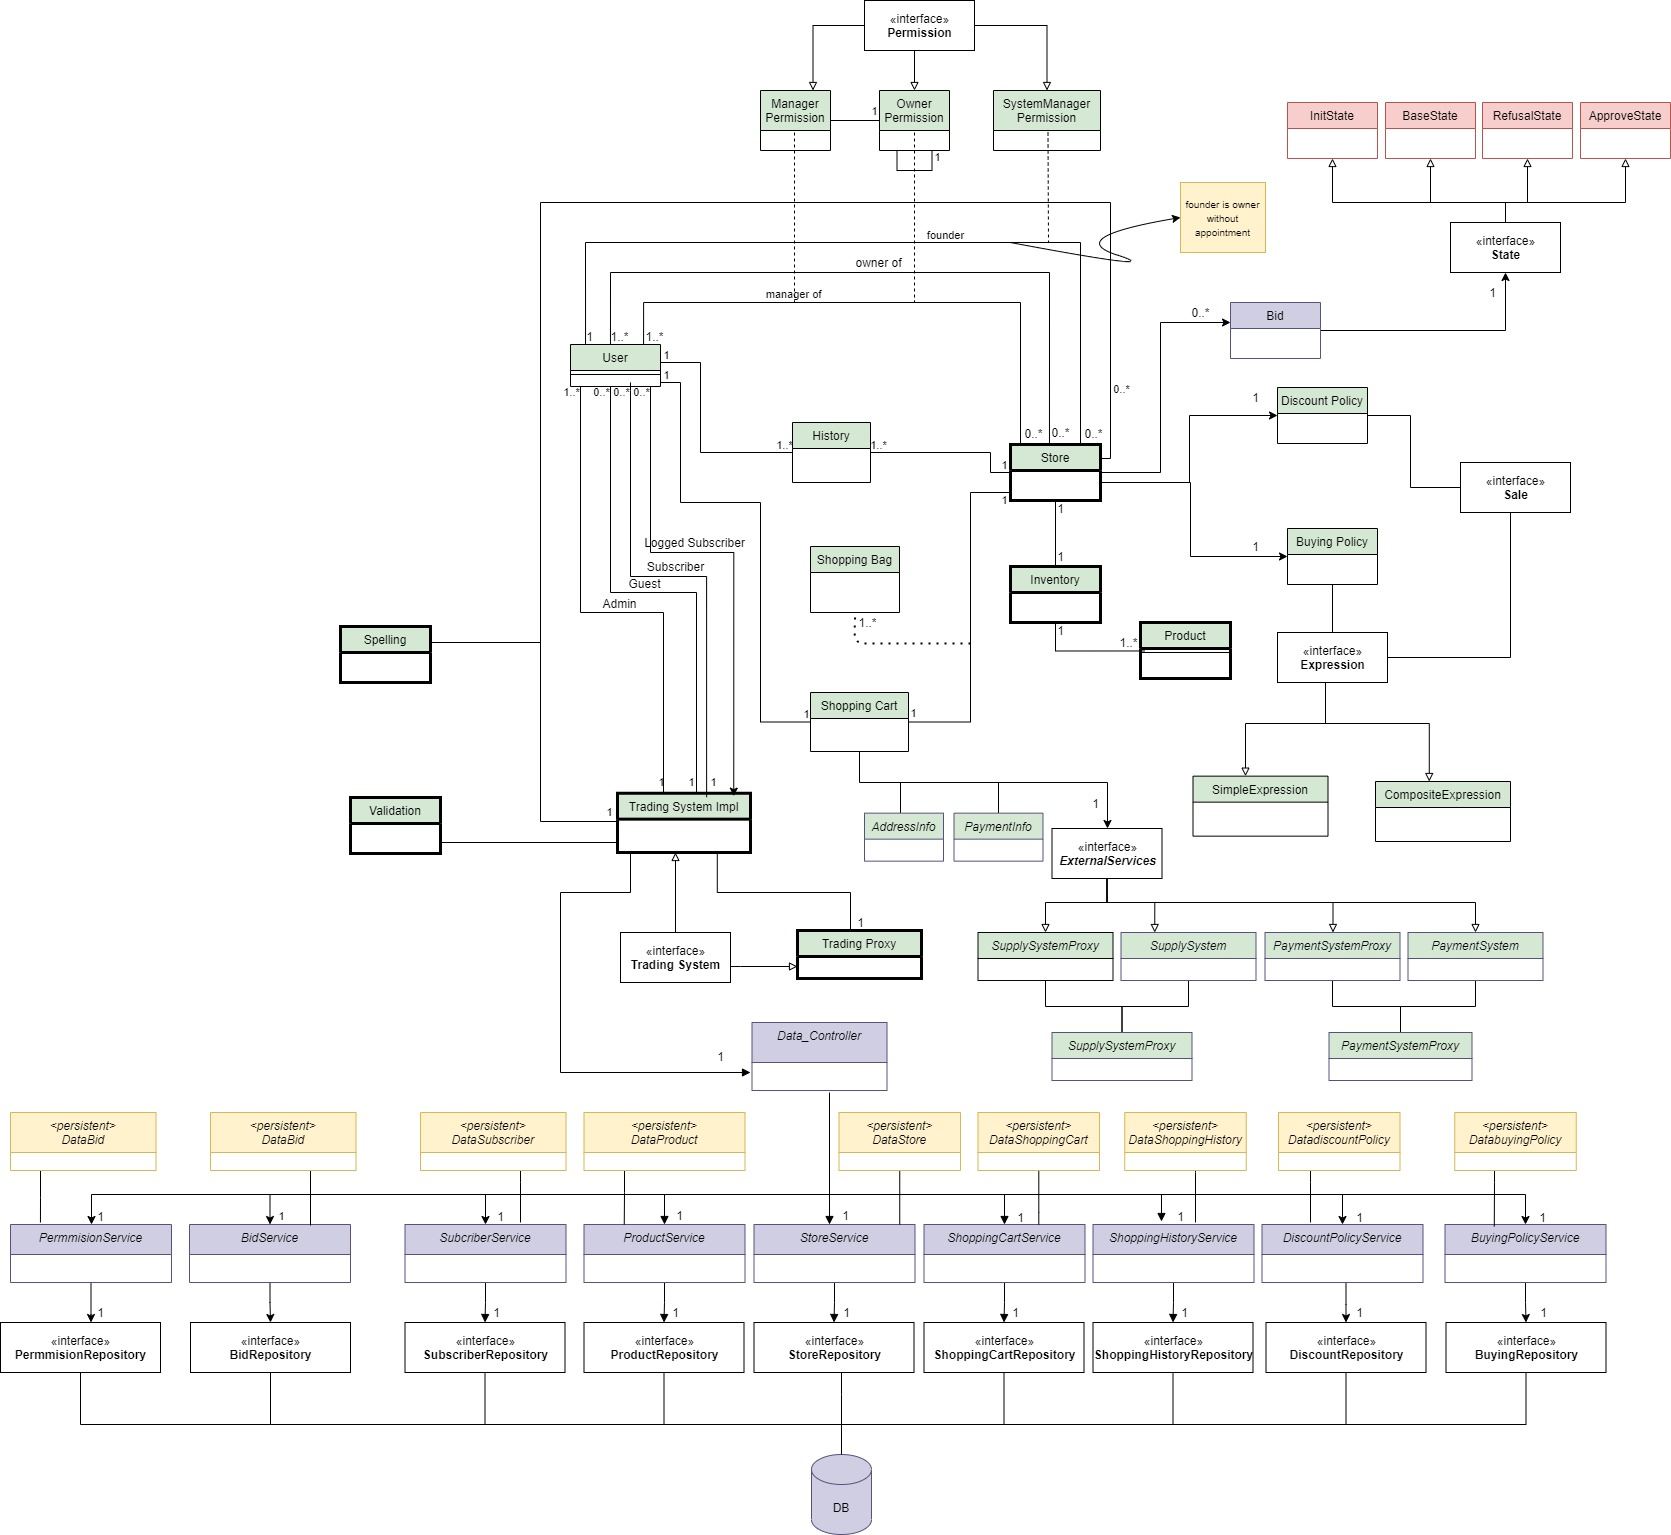 «interface»
Permission
Manager
Permission
1
Owner
Permission
1
SystemManager
Permission
InitState
BaseState
RefusalState
ApproveState
founder is owner
without
appointment
«interface»
State
founder
owner of
manager of
1
0..*
Bid
1
1..*
1..*
User
1
1
1..*
0..*
0..*
0..*
0..*
1
Discount Policy
History
1..*
1..*
0..*
0..*
0..*
Store
1
1
1
«interface»
Sale
Logged Subscriber
Subscriber
Guest
Admin
Shopping Bag
1..*
1
Inventory
1
1
Buying Policy
1..*
Product
Spelling
«interface»
Expression
Shopping Cart
1
1
1
1
1
SimpleExpression
CompositeExpression
Validation
1
Trading System Impl
AddressInfo
PaymentInfo
1
«interface»
ExternalServices
«interface»
Trading System
1
Trading Proxy
SupplySystemProxy
SupplySystem
PaymentSystemProxy
PaymentSystem
1
Data_Controller
SupplySystemProxy
PaymentSystemProxy
<persistent>
DataBid
<persistent>
DataBid
<persistent>
DataSubscriber
<persistent>
DataProduct
<persistent>
DataStore
<persistent>
DataShoppingCart
<persistent>
DataShoppingHistory
<persistent>
DatadiscountPolicy
<persistent>
DatabuyingPolicy
1
1
1
1
1
1
1
1
1
PermmisionService
BidService
SubcriberService
ProductService
StoreService
ShoppingCartService
ShoppingHistoryService
DiscountPolicyService
BuyingPolicyService
1
1
1
1
1
1
1
1
«interface»
PermmisionRepository
«interface»
BidRepository
«interface»
SubscriberRepository
«interface»
ProductRepository
«interface»
StoreRepository
«interface»
ShoppingCartRepository
«interface»
ShoppingHistoryRepository
«interface»
DiscountRepository
«interface»
BuyingRepository
DB